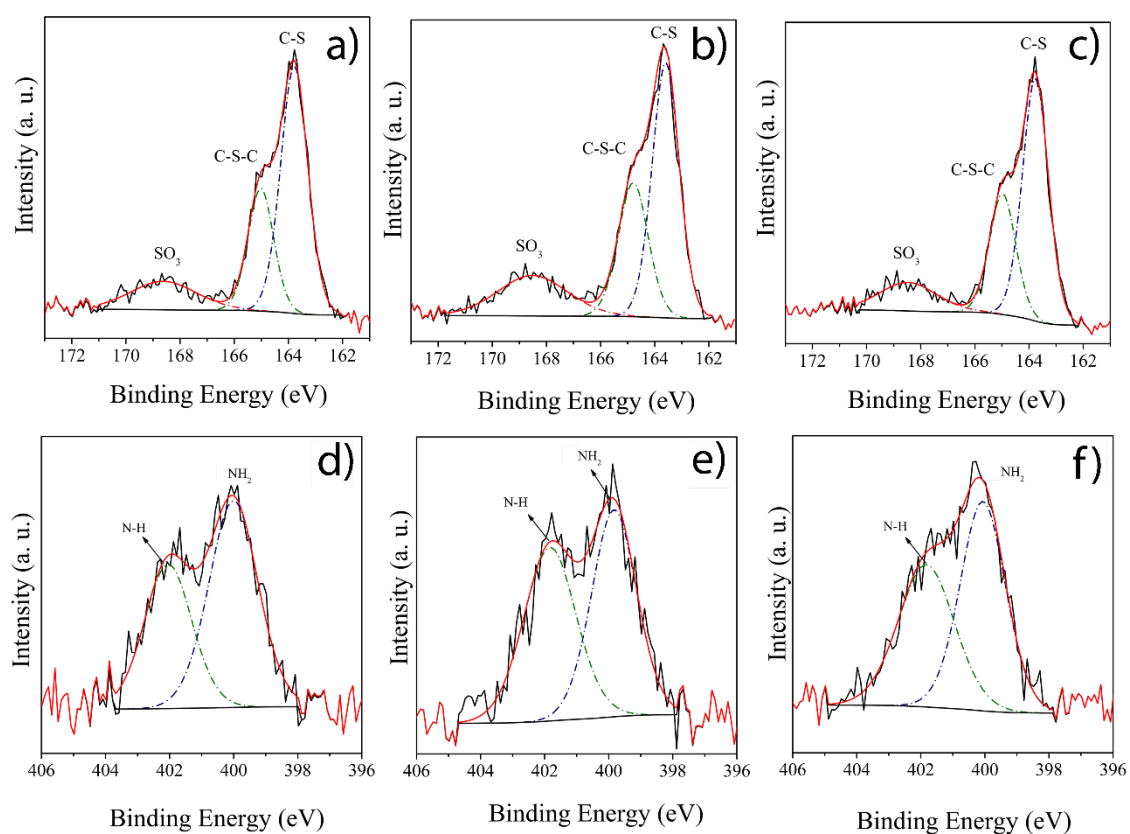 a)
C-S
C-S-C
SO3
Intensity (a. u.)
172 170 168 166 164 162
Binding Energy (eV)
b)
C-S
C-S-C
SO3
Intensity (a. u.)
172 170 168 166 164 162
Binding Energy (eV)
c)
C-S
C-S-C
SO3
Intensity (a. u.)
172 170 168 166 164 162
Binding Energy (eV)
d)
NH2
N-H
Intensity (a. u.)
406 404 402 400 398 396
Binding Energy (eV)
e)
NH2
N-H
Intensity (a. u.)
406 404 402 400 398 396
Binding Energy (eV)
f)
NH2
N-H
Intensity (a. u.)
406 404 402 400 398 396
Binding Energy (eV)